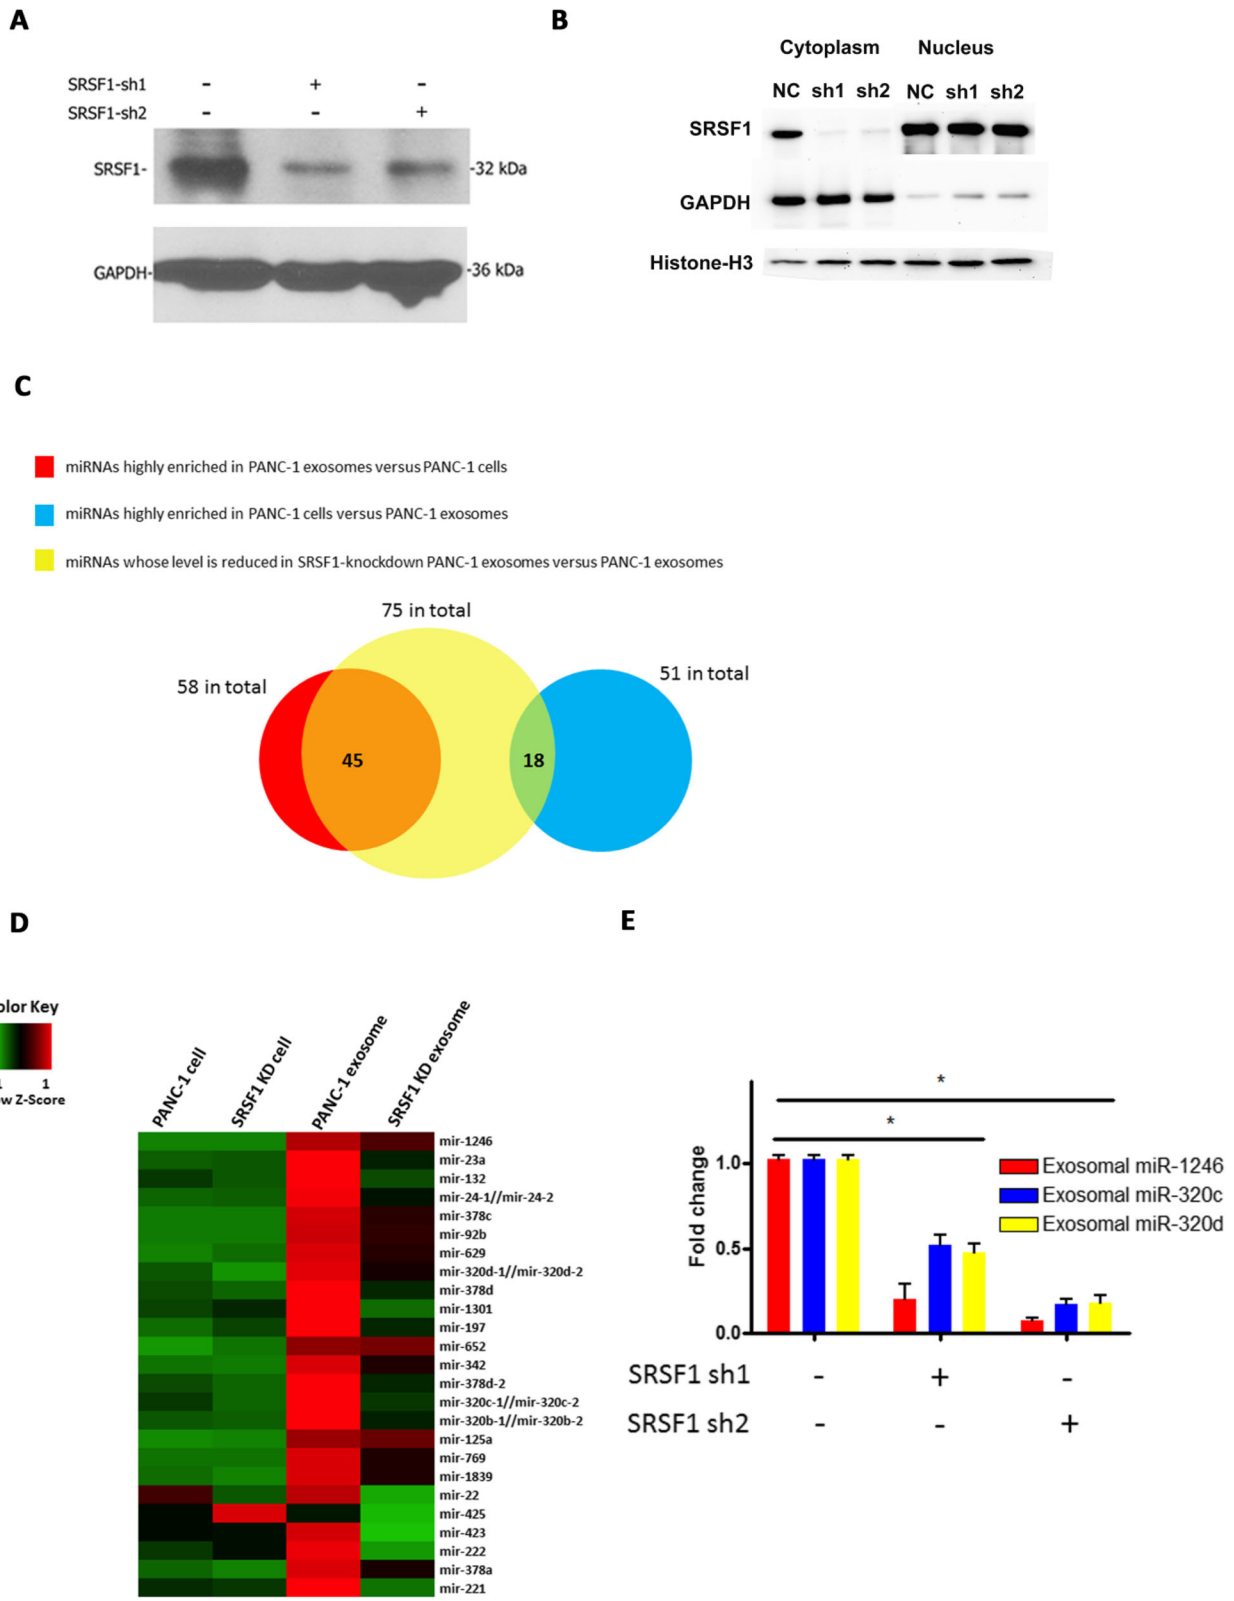 A
SRSF1-sh1 - + -
SRSF1-sh2 - - +
SRSF1-
-32 kDa
GAPDH-
-36 kDa
B
Cytoplasm Nucleus
NC sh1 sh2 NC sh1 sh2
SRSF1
GAPDH
Histone-H3
C
miRNAs highly enriched in PANC-1 exosomes versus PANC-1 cells
miRNAs highly enriched in PANC-1 cells versus PANC-1 exosomes
miRNAs whose level is reduced in SRSF1-knockdown PANC-1 exosomes versus PANC-1 exosomes
75 in total
58 in total
51 in total
45
18
D
olor Key
1 1
ow Z-Score
PANC-1 cell
SRSF1 KD cell
PANC-1 exosome
SRSF1 KD exosome
mir-1246
mir-23a
mir-132
mir-24-1//mir-24-2
mir-378c
mir-92b
mir-629
mir-320d-1//mir-320d-2
mir-378d
mir-1301
mir-197
mir-652
mir-342
mir-378d-2
mir-320c-1//mir-320c-2
mir-320b-1//mir-320b-2
mir-125a
mir-769
mir-1839
mir-22
mir-425
mir-423
mir-222
mir-378a
mir-221
E
*
*
Fold change
1.0
0.5
0.0
Exosomal miR-1246
Exosomal miR-320c
Exosomal miR-320d
SRSF1 sh1 - + -
SRSF1 sh2 - - +